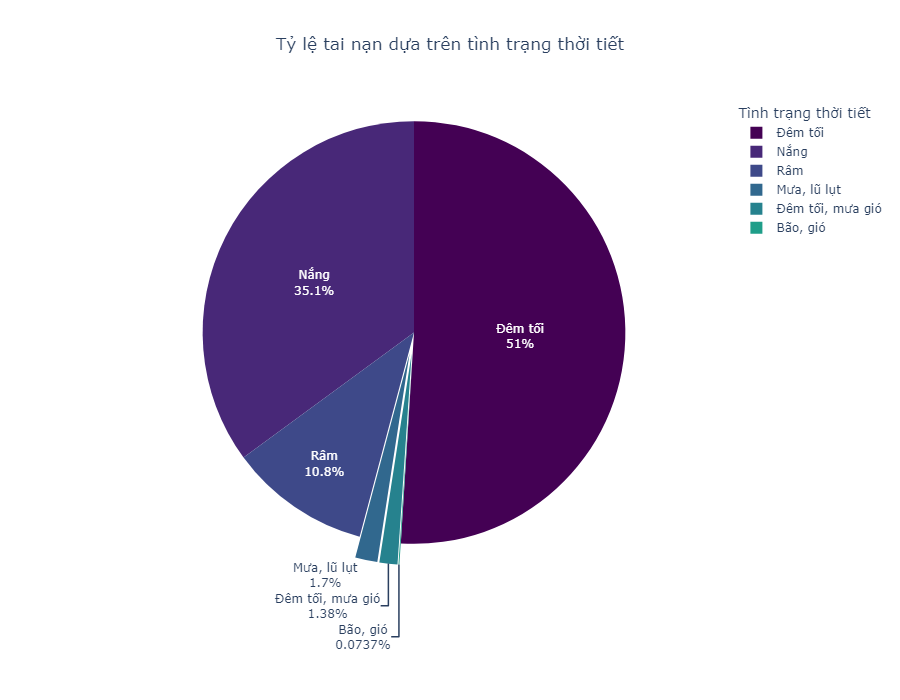 Tỷ lệ tai nạn dựa trên tình trạng thời tiết
Tình trạng thời tiết
Đêm tối
Nắng
Râm
Mưa, lũ lụt
Đêm tối, mưa gió
Bão, gió
Nắng
35.1%
Đêm tối
51%
Râm
10.8%
Mưa, lũ lụt
1.7%
Đêm tối, mưa gió
1.38%
Bão, gió
0.0737%